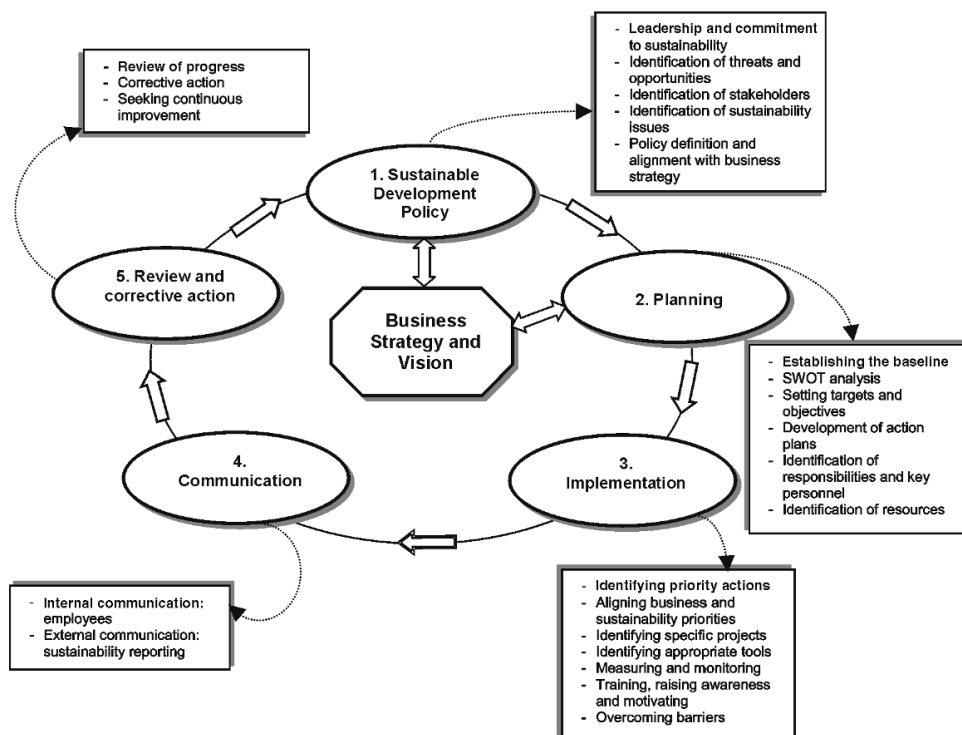 - Review of progress
- Corrective action
- Seeking continuous
improvement
- Leadership and commitment
to sustainability
- Identification of threats and
opportunities
- Identification of stakeholders
- Identification of sustainability
issues
- Policy definition and
alignment with business
strategy
1. Sustainable
Development
Policy
5. Review and
corrective action
2. Planning
Business
Strategy and
Vision
- Establishing the baseline
- SWOT analysis
- Setting targets and
objectives
- Development of action
plans
- Identification of
responsibilities and key
personnel
- Identification of resources
4.
Communication
3.
Implementation
- Internal communication:
employees
- External communication:
sustainability reporting
- Identifying priority actions
- Aligning business and
sustainability priorities
- Identifying specific projects
- Identifying appropriate tools
- Measuring and monitoring
- Training, raising awareness
and motivating
- Overcoming barriers